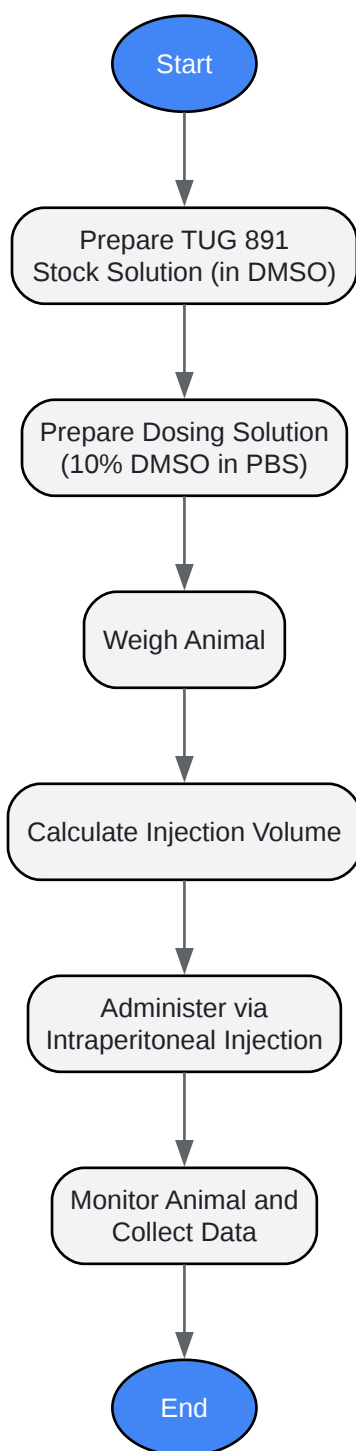 Start
Prepare TUG 891
Stock Solution (in DMSO)
Prepare Dosing Solution
(10% DMSO in PBS)
Weigh Animal
Calculate Injection Volume
Administer via
Intraperitoneal Injection
Monitor Animal and
Collect Data
End